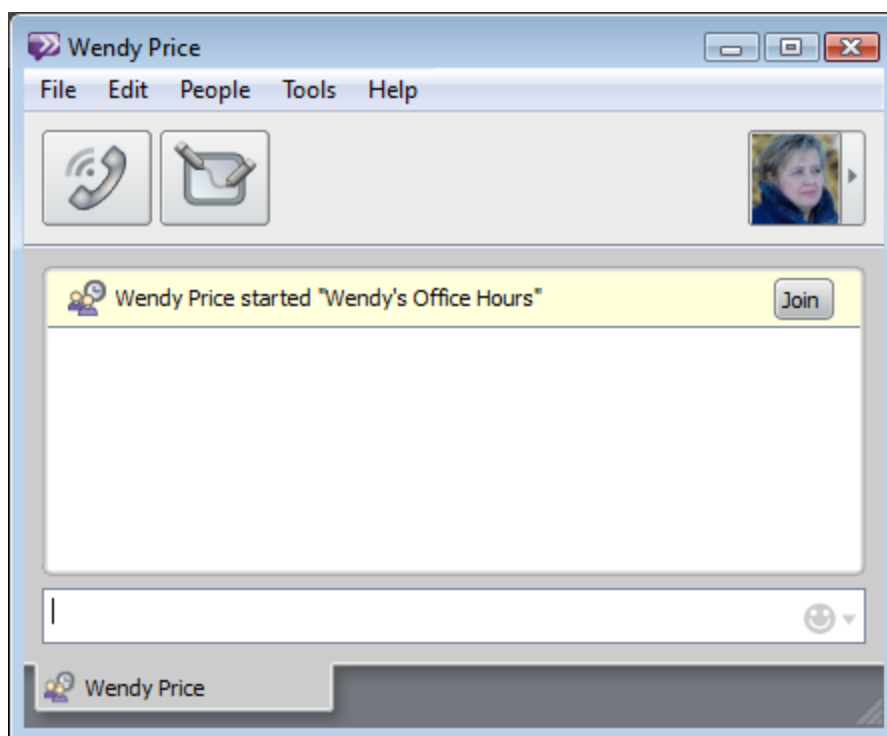 Wendy Price
File Edit People Tools Help
Wendy Price started "Wendy's Office Hours"
Join
Wendy Price